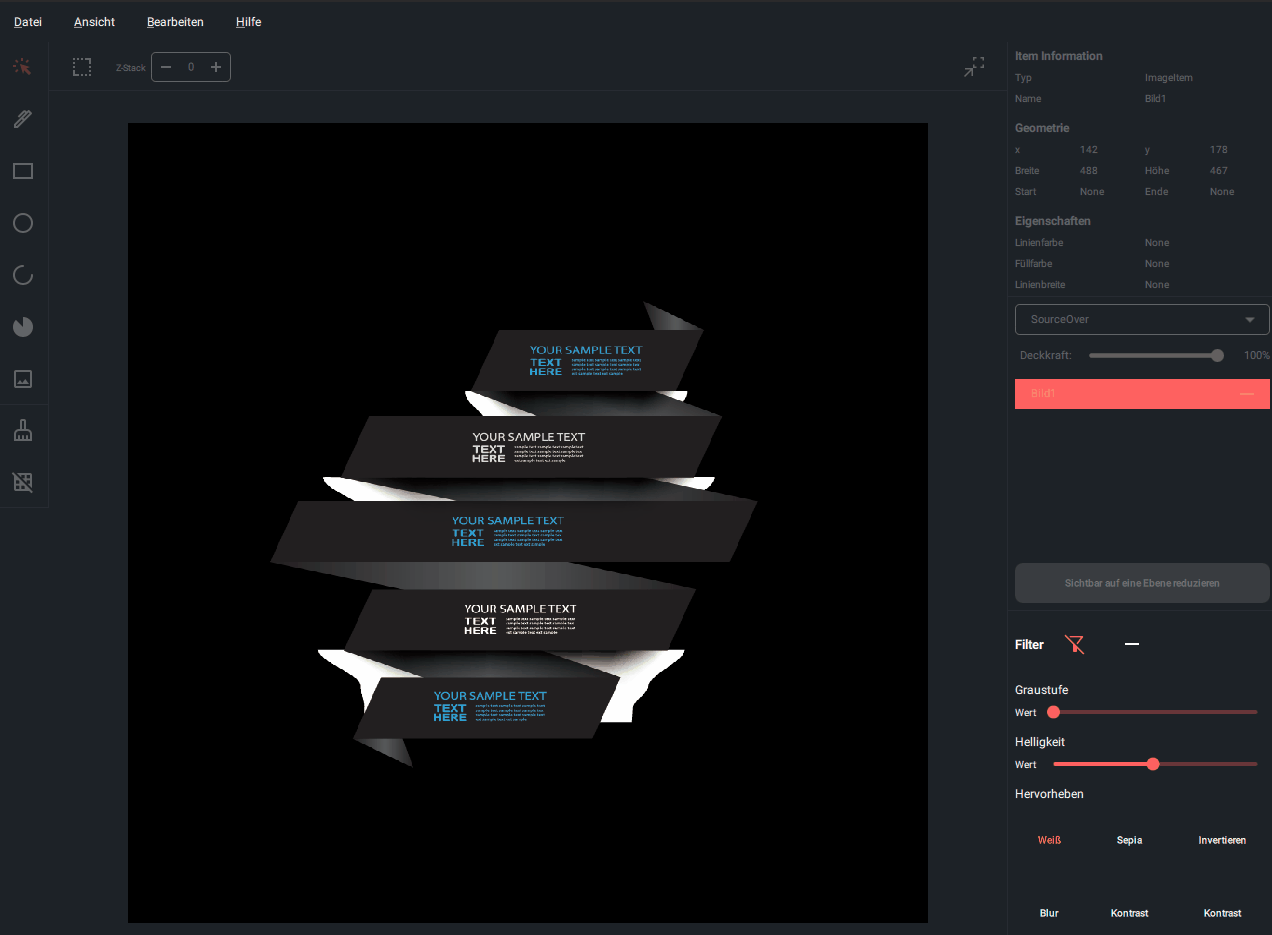 Datei Ansicht Bearbeiten Hilfe
Z-Stack 0
Item Information
Typ ImageItem
Name Bild1
Geometrie
x 142 y 178
Breite 488 Höhe 467
Start None Ende None
Eigenschaften
Linienfarbe None
Füllfarbe None
Linienbreite None
SourceOver
Deckkraft: 100%
Bild1
Sichtbar auf eine Ebene reduzieren
Filter
Graustufe
Wert
Helligkeit
Wert
Hervorheben
Weiß Sepia Invertieren
Blur Kontrast Kontrast
YOUR SAMPLE TEXT
TEXT
HERE
YOUR SAMPLE TEXT
TEXT
HERE
YOUR SAMPLE TEXT
TEXT
HERE
YOUR SAMPLE TEXT
TEXT
HERE
YOUR SAMPLE TEXT
TEXT
HERE